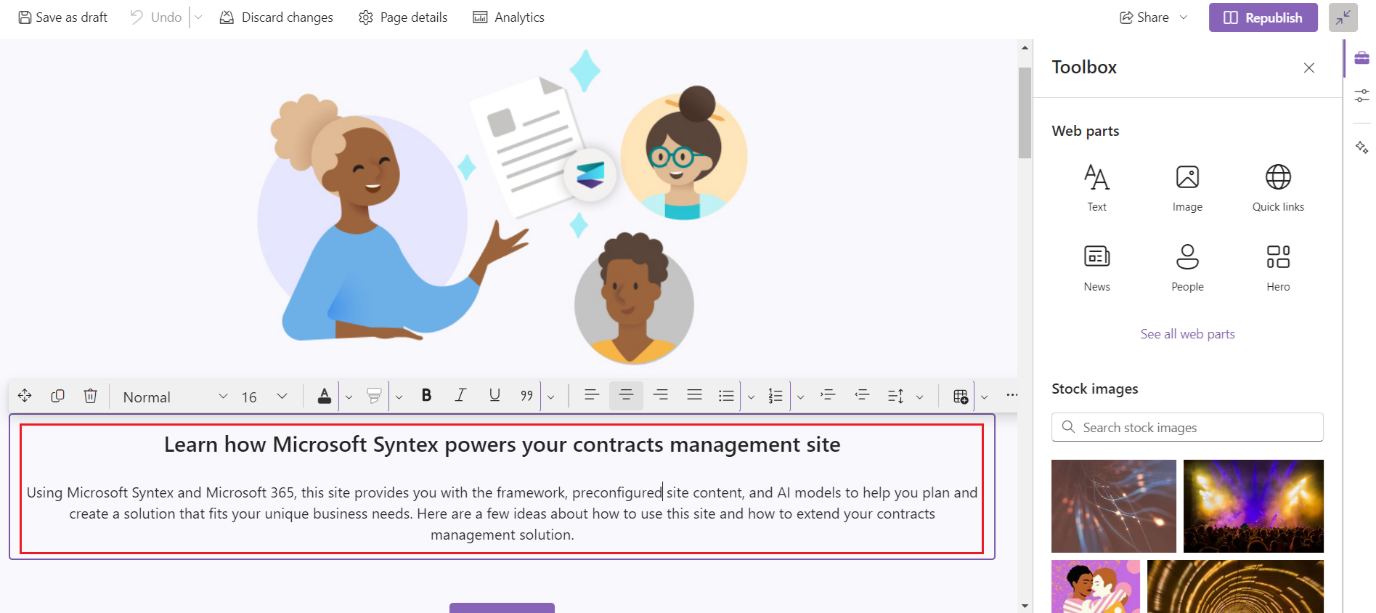 Save as draft Undo Discard changes Page details Analytics Share Republish
Toolbox
Web parts
Text Image Quick links
News People Hero
See all web parts
Normal 16 B I U 99
Stock images
Search stock images
Learn how Microsoft Syntex powers your contracts management site
Using Microsoft Syntex and Microsoft 365, this site provides you with the framework, preconfigured site content, and AI models to help you plan and
create a solution that fits your unique business needs. Here are a few ideas about how to use this site and how to extend your contracts
management solution.